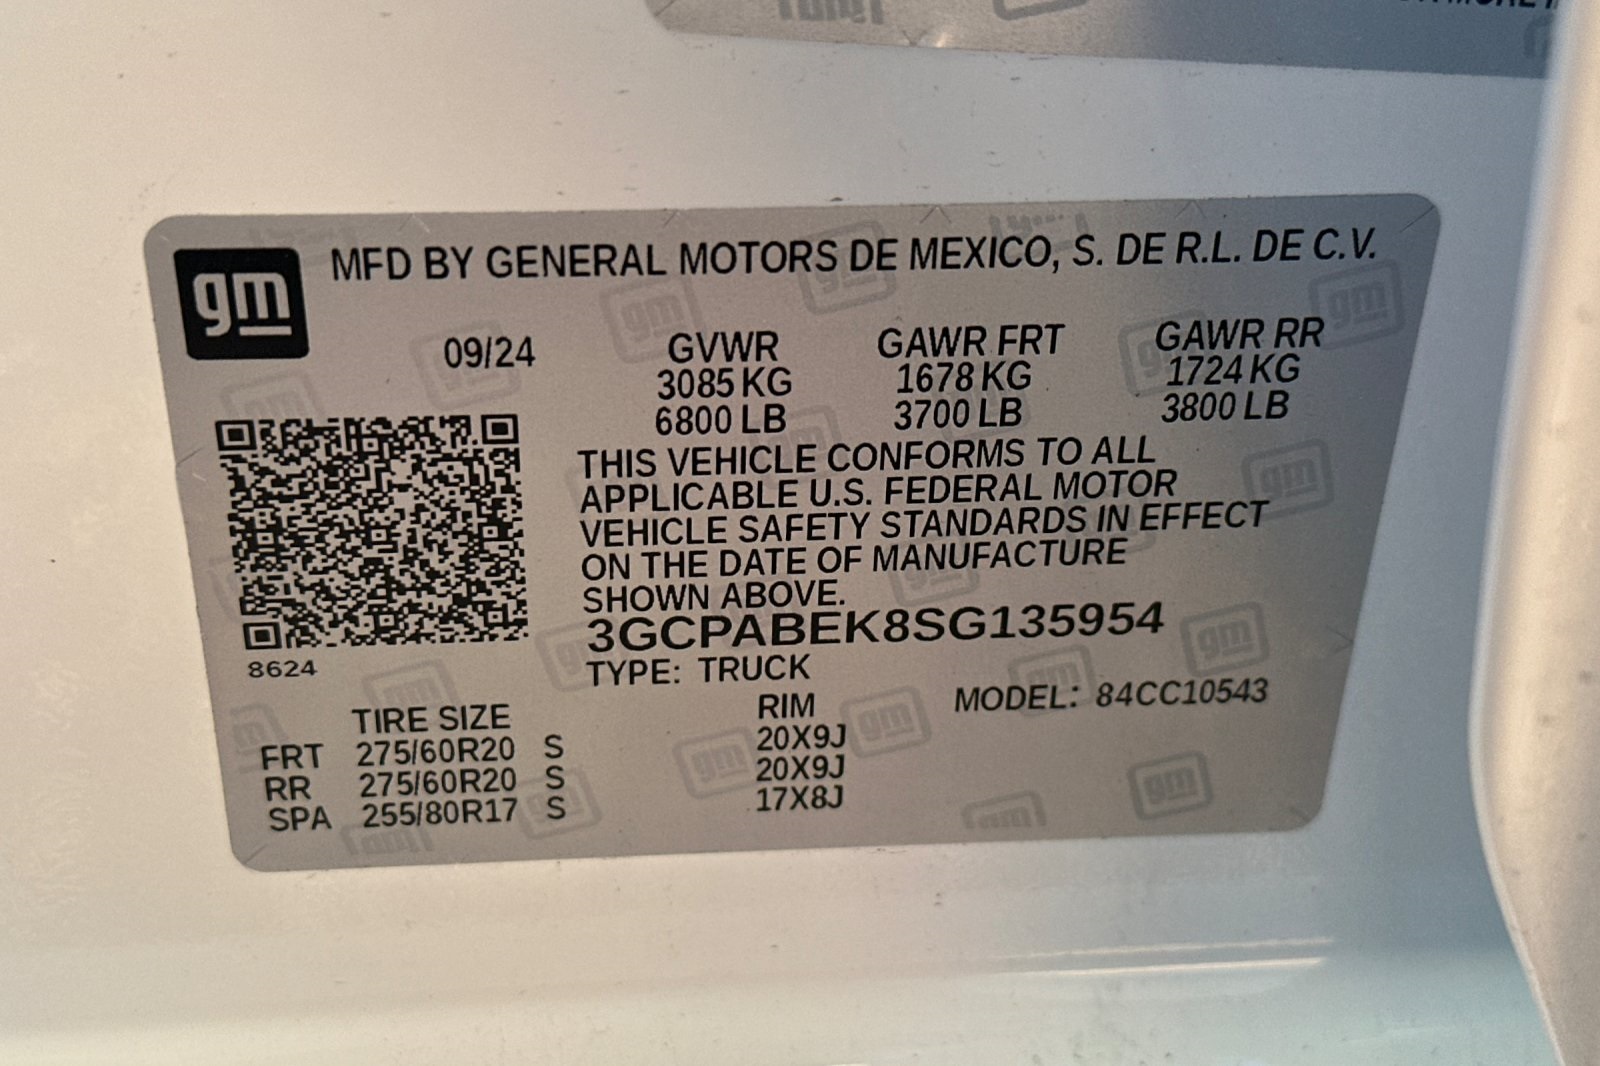 gm
MFD BY GENERAL MOTORS DE MEXICO, S. DE R.L. DE C.V.
09/24
GVWR GAWR FRT GAWR RR
3085 KG 1678 KG 1724 KG
6800 LB 3700 LB 3800 LB
THIS VEHICLE CONFORMS TO ALL
APPLICABLE U.S. FEDERAL MOTOR
VEHICLE SAFETY STANDARDS IN EFFECT
ON THE DATE OF MANUFACTURE
SHOWN ABOVE.
3GCPABEK8SG135954
8624
TYPE: TRUCK
MODEL: 84CC10543
TIRE SIZE RIM
FRT 275/60R20 S 20X9J
RR 275/60R20 S 20X9J
SPA 255/80R17 S 17X8J